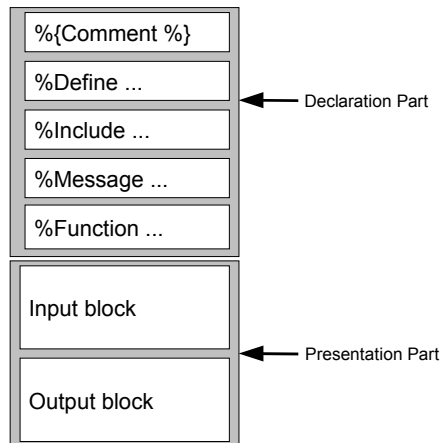 %{Comment %}
%Define ...
Declaration Part
%Include ...
%Message ...
%Function ...
Input block
Presentation Part
Output block